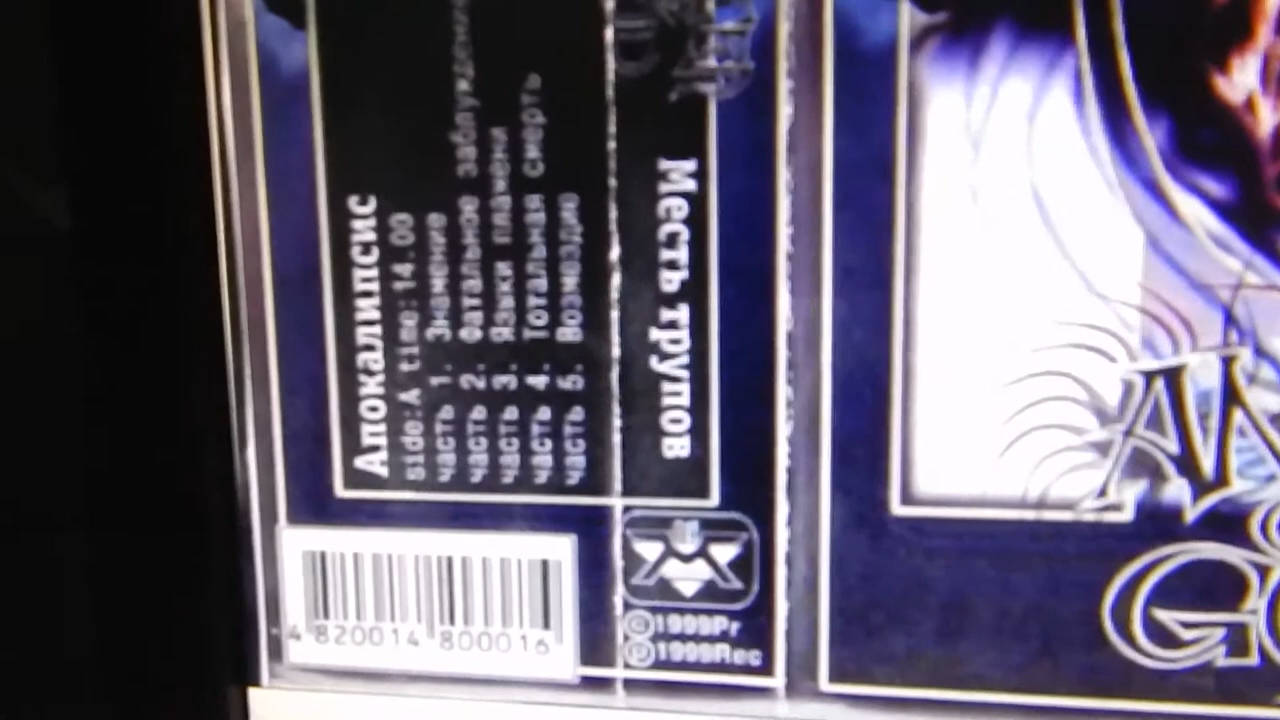 Апокалипсис
side:A time:14.00
часть 1. Знамение
часть 2. Фатальное
часть 3. Языки пламени
часть 4. Тотальная смерть
часть 5. Возмездие
Месть трупов
4 820014 800016
©1999Pr
℗1999Rec